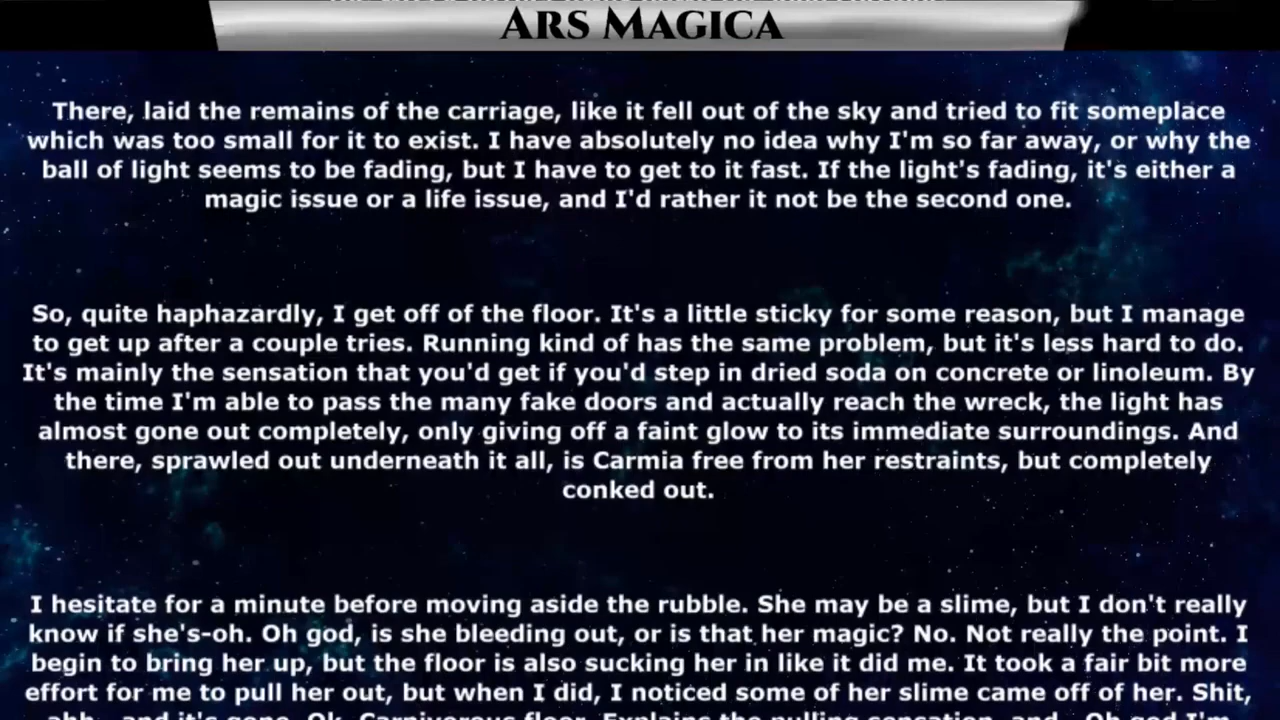 Ars Magica
There, laid the remains of the carriage, like it fell out of the sky and tried to fit someplace
which was too small for it to exist. I have absolutely no idea why I'm so far away, or why the
ball of light seems to be fading, but I have to get to it fast. If the light's fading, it's either a
magic issue or a life issue, and I'd rather it not be the second one.
So, quite haphazardly, I get off of the floor. It's a little sticky for some reason, but I manage
to get up after a couple tries. Running kind of has the same problem, but it's less hard to do.
It's mainly the sensation that you'd get if you'd step in dried soda on concrete or linoleum. By
the time I'm able to pass the many fake doors and actually reach the wreck, the light has
almost gone out completely, only giving off a faint glow to its immediate surroundings. And
there, sprawled out underneath it all, is Carmia free from her restraints, but completely
conked out.
I hesitate for a minute before moving aside the rubble. She may be a slime, but I don't really
know if she's-oh. Oh god, is she bleeding out, or is that her magic? No. Not really the point. I
begin to bring her up, but the floor is also sucking her in like it did me. It took a fair bit more
effort for me to pull her out, but when I did, I noticed some of her slime came off of her. Shit,
and it's gone. Ok. Carnivorous floor. Explains the pulling sensation, and Oh god I'm